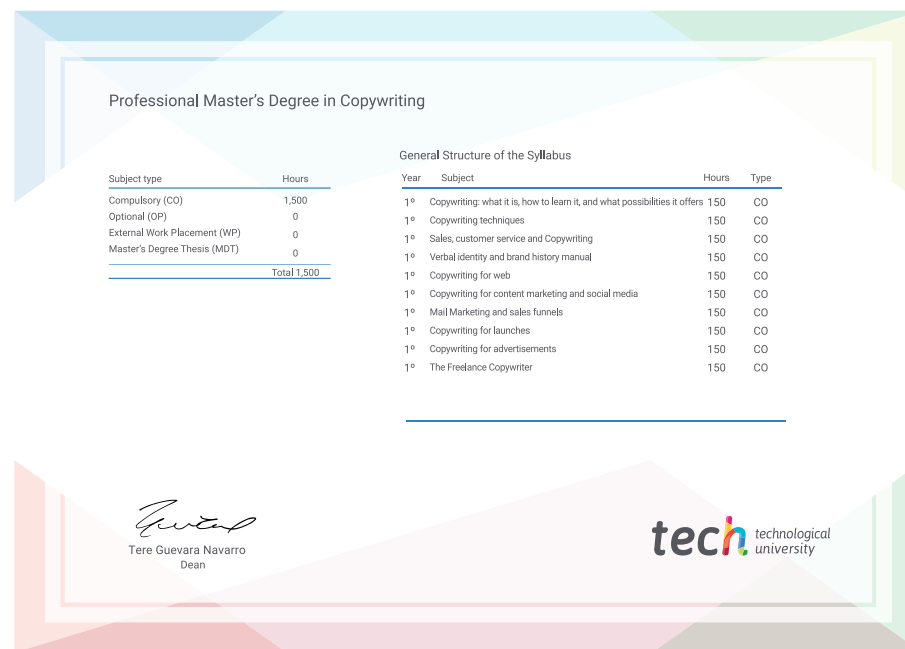 Professional Master's Degree in Copywriting
Subject type Hours
Compulsory (CO) 1,500
Optional (OP) 0
External Work Placement (WP) 0
Master's Degree Thesis (MDT) 0
Total 1,500
General Structure of the Syllabus
Year Subject Hours Type
1º Copywriting: what it is, how to learn it, and what possibilities it offers 150 CO
1º Copywriting techniques 150 CO
1º Sales, customer service and Copywriting 150 CO
1º Verbal identity and brand history manual 150 CO
1º Copywriting for web 150 CO
1º Copywriting for content marketing and social media 150 CO
1º Mail Marketing and sales funnels 150 CO
1º Copywriting for launches 150 CO
1º Copywriting for advertisements 150 CO
1º The Freelance Copywriter 150 CO
Tere Guevara Navarro
Dean
tech technological
university